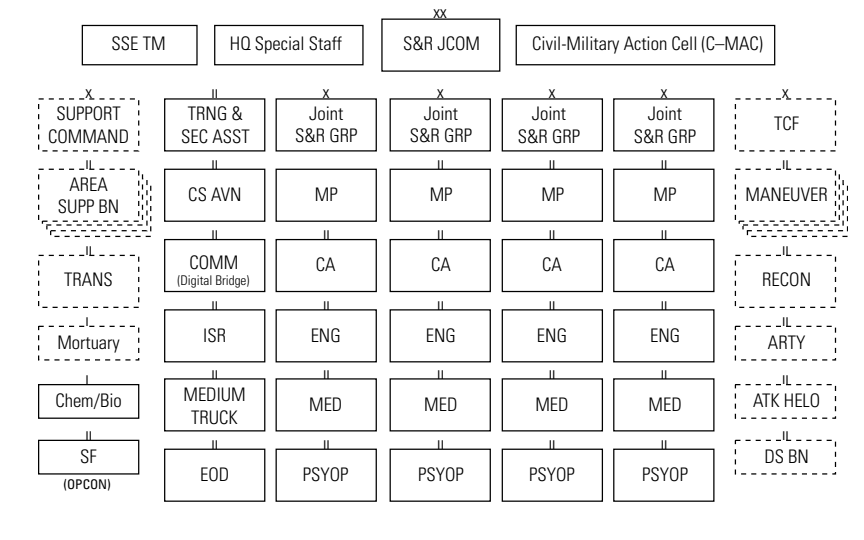 XX
SSE TM
HQ Special Staff
S&R JCOM
Civil-Military Action Cell (C–MAC)
X
SUPPORT
COMMAND
II
TRNG &
SEC ASST
X
Joint
S&R GRP
X
Joint
S&R GRP
X
Joint
S&R GRP
X
Joint
S&R GRP
X
TCF
II
AREA
SUPP BN
II
CS AVN
II
MP
II
MP
II
MP
II
MP
II
MANEUVER
II
TRANS
II
COMM
(Digital Bridge)
II
CA
II
CA
II
CA
II
CA
II
RECON
I
Mortuary
II
ISR
II
ENG
II
ENG
II
ENG
II
ENG
II
ARTY
I
Chem/Bio
II
MEDIUM
TRUCK
II
MED
II
MED
II
MED
II
MED
II
ATK HELO
II
SF
(OPCON)
II
EOD
II
PSYOP
II
PSYOP
II
PSYOP
II
PSYOP
II
DS BN